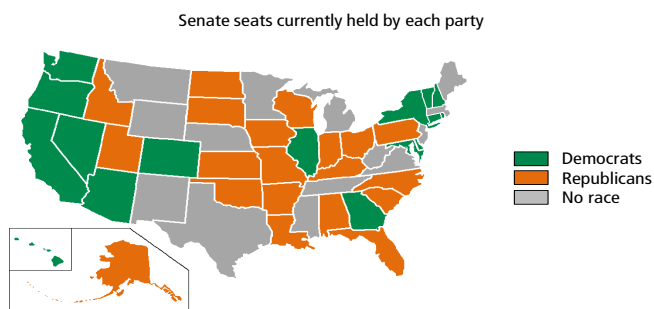 Senate seats currently held by each party
Democrats
Republicans
No race